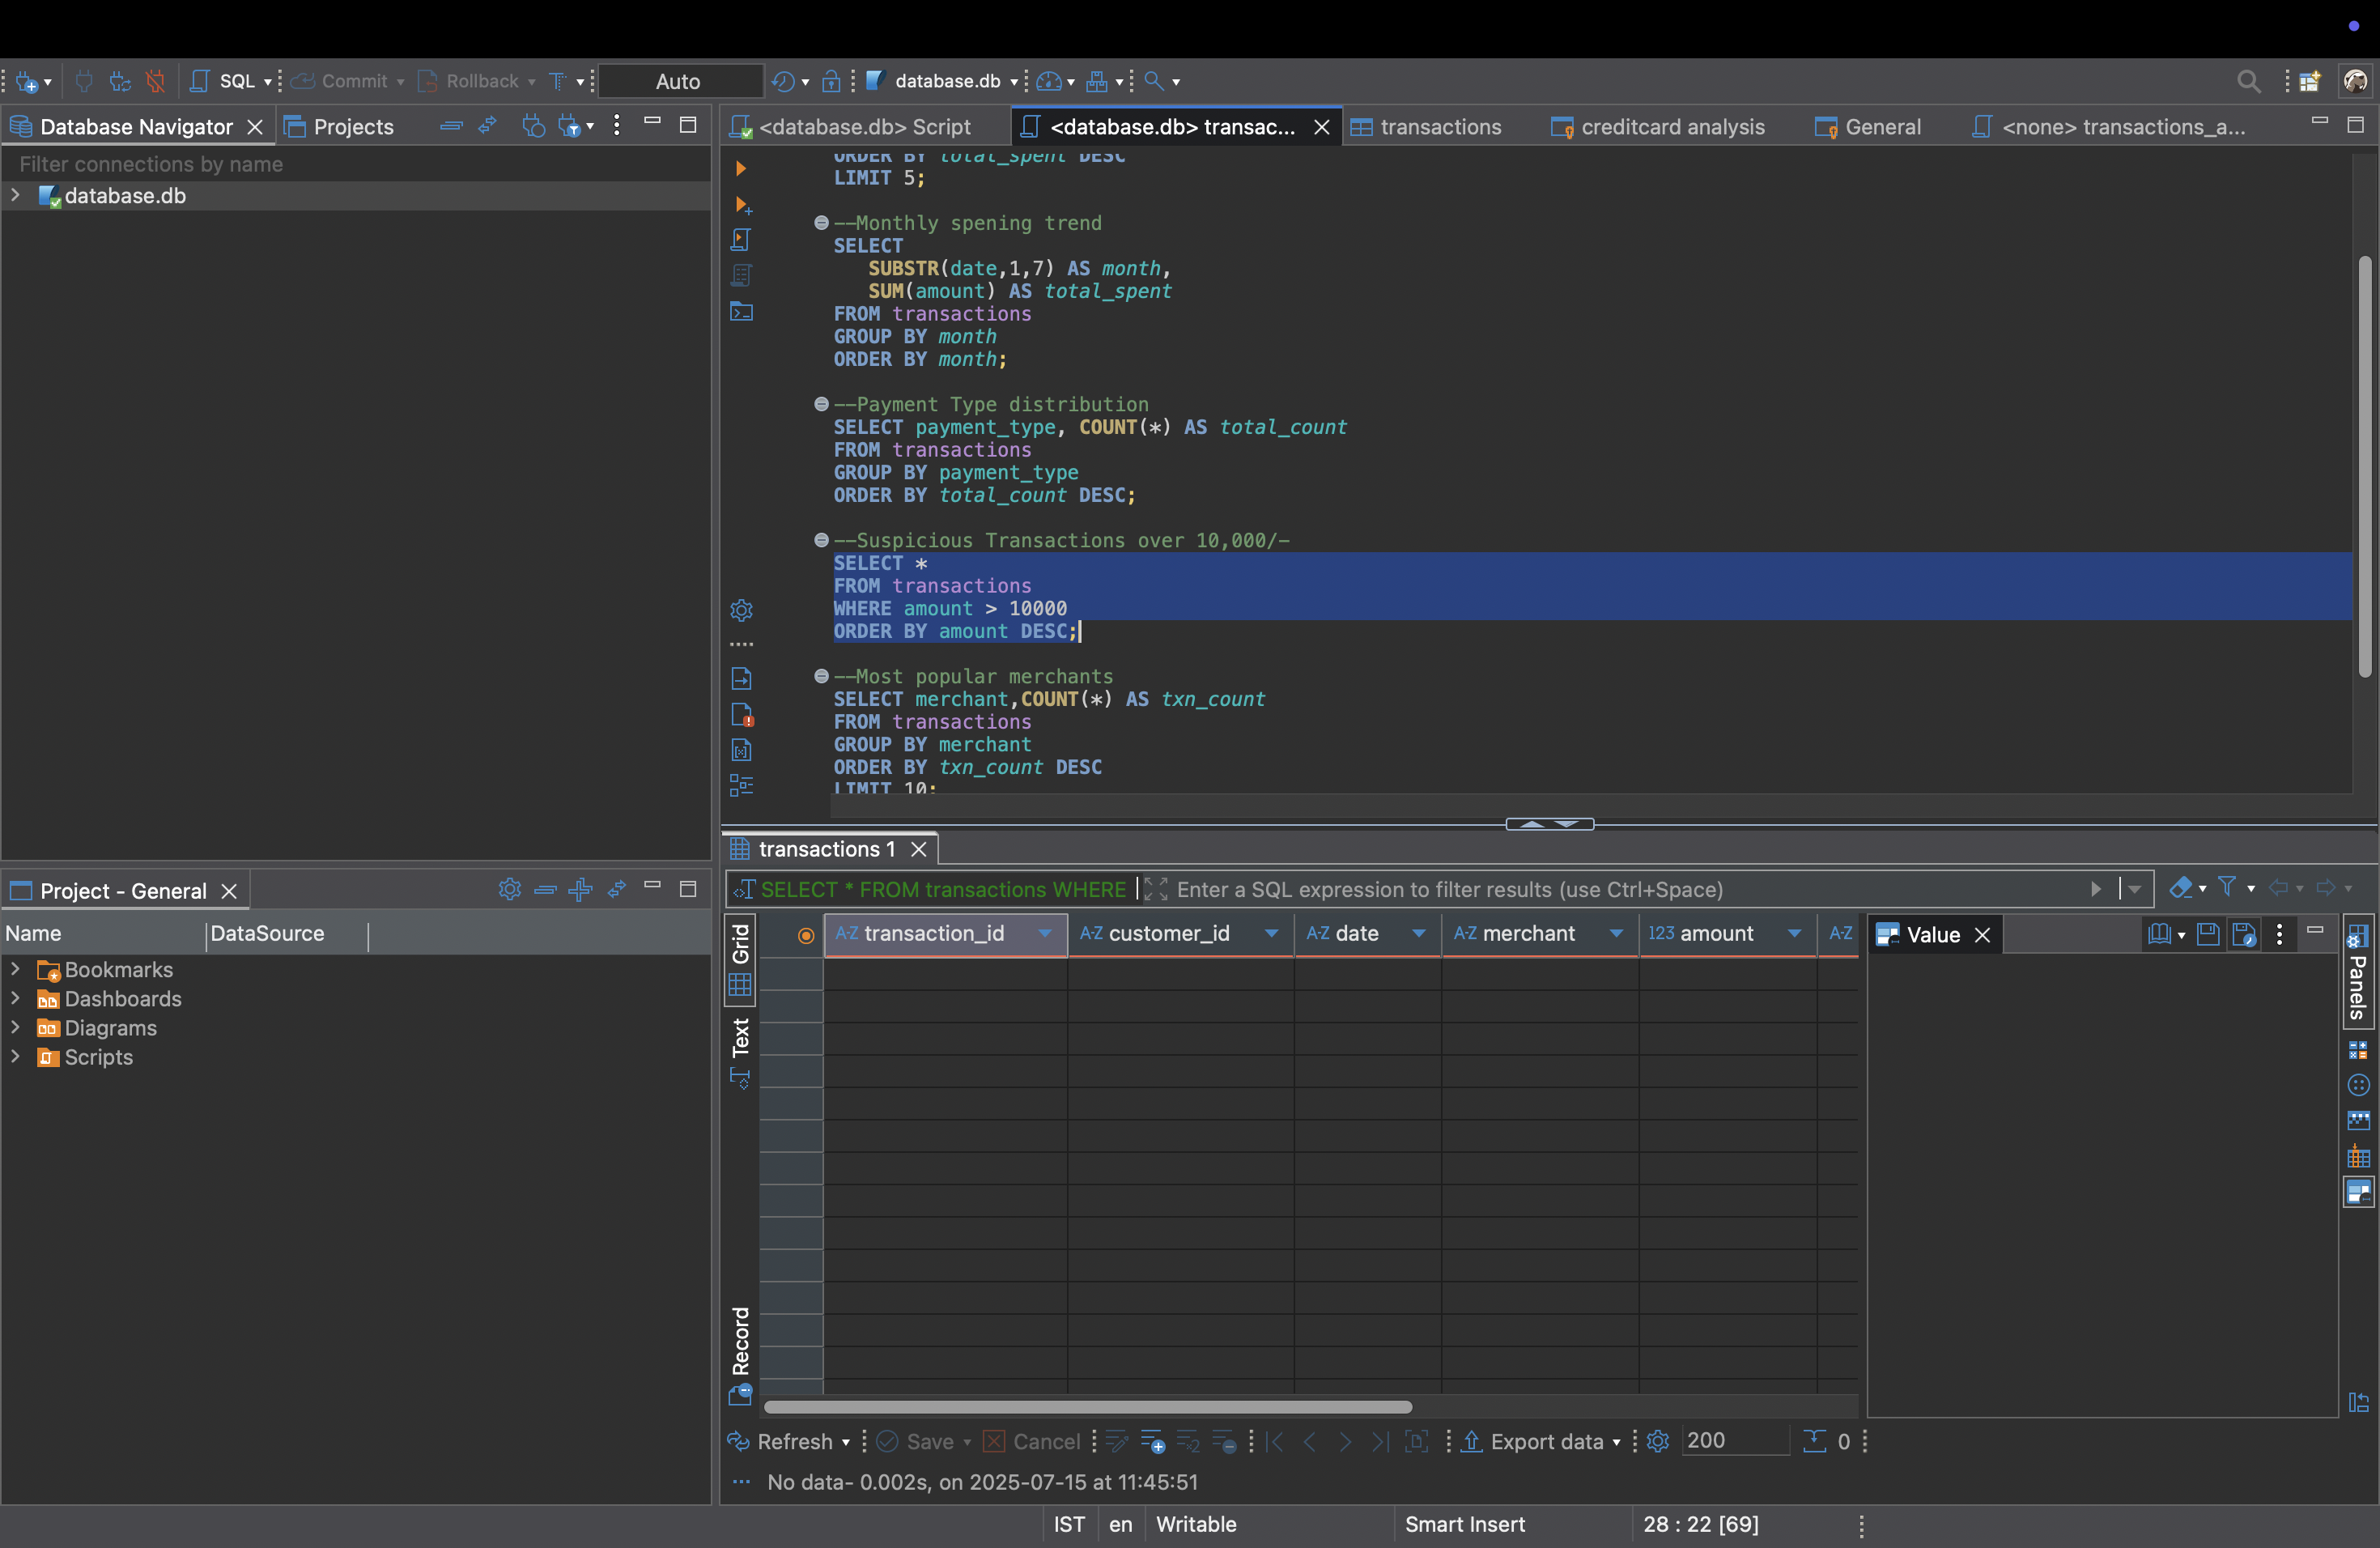 SQL
Commit
Rollback
Auto
database.db
Database Navigator
Projects
Filter connections by name
database.db
<database.db> Script
<database.db> transac...
transactions
creditcard analysis
General
<none> transactions_a...
ORDER BY total_spent DESC
LIMIT 5;
--Monthly spening trend
SELECT
SUBSTR(date,1,7) AS month,
SUM(amount) AS total_spent
FROM transactions
GROUP BY month
ORDER BY month;
--Payment Type distribution
SELECT payment_type, COUNT(*) AS total_count
FROM transactions
GROUP BY payment_type
ORDER BY total_count DESC;
--Suspicious Transactions over 10,000/-
SELECT *
FROM transactions
WHERE amount > 10000
ORDER BY amount DESC;
--Most popular merchants
SELECT merchant,COUNT(*) AS txn_count
FROM transactions
GROUP BY merchant
ORDER BY txn_count DESC
LIMIT 10;
Project - General
Name
DataSource
Bookmarks
Dashboards
Diagrams
Scripts
transactions 1
SELECT * FROM transactions WHERE
Enter a SQL expression to filter results (use Ctrl+Space)
Grid
Text
Record
A-Z transaction_id
A-Z customer_id
A-Z date
A-Z merchant
123 amount
A-Z
Value
Panels
Refresh
Save
Cancel
Export data
200
0
No data- 0.002s, on 2025-07-15 at 11:45:51
IST
en
Writable
Smart Insert
28 : 22 [69]